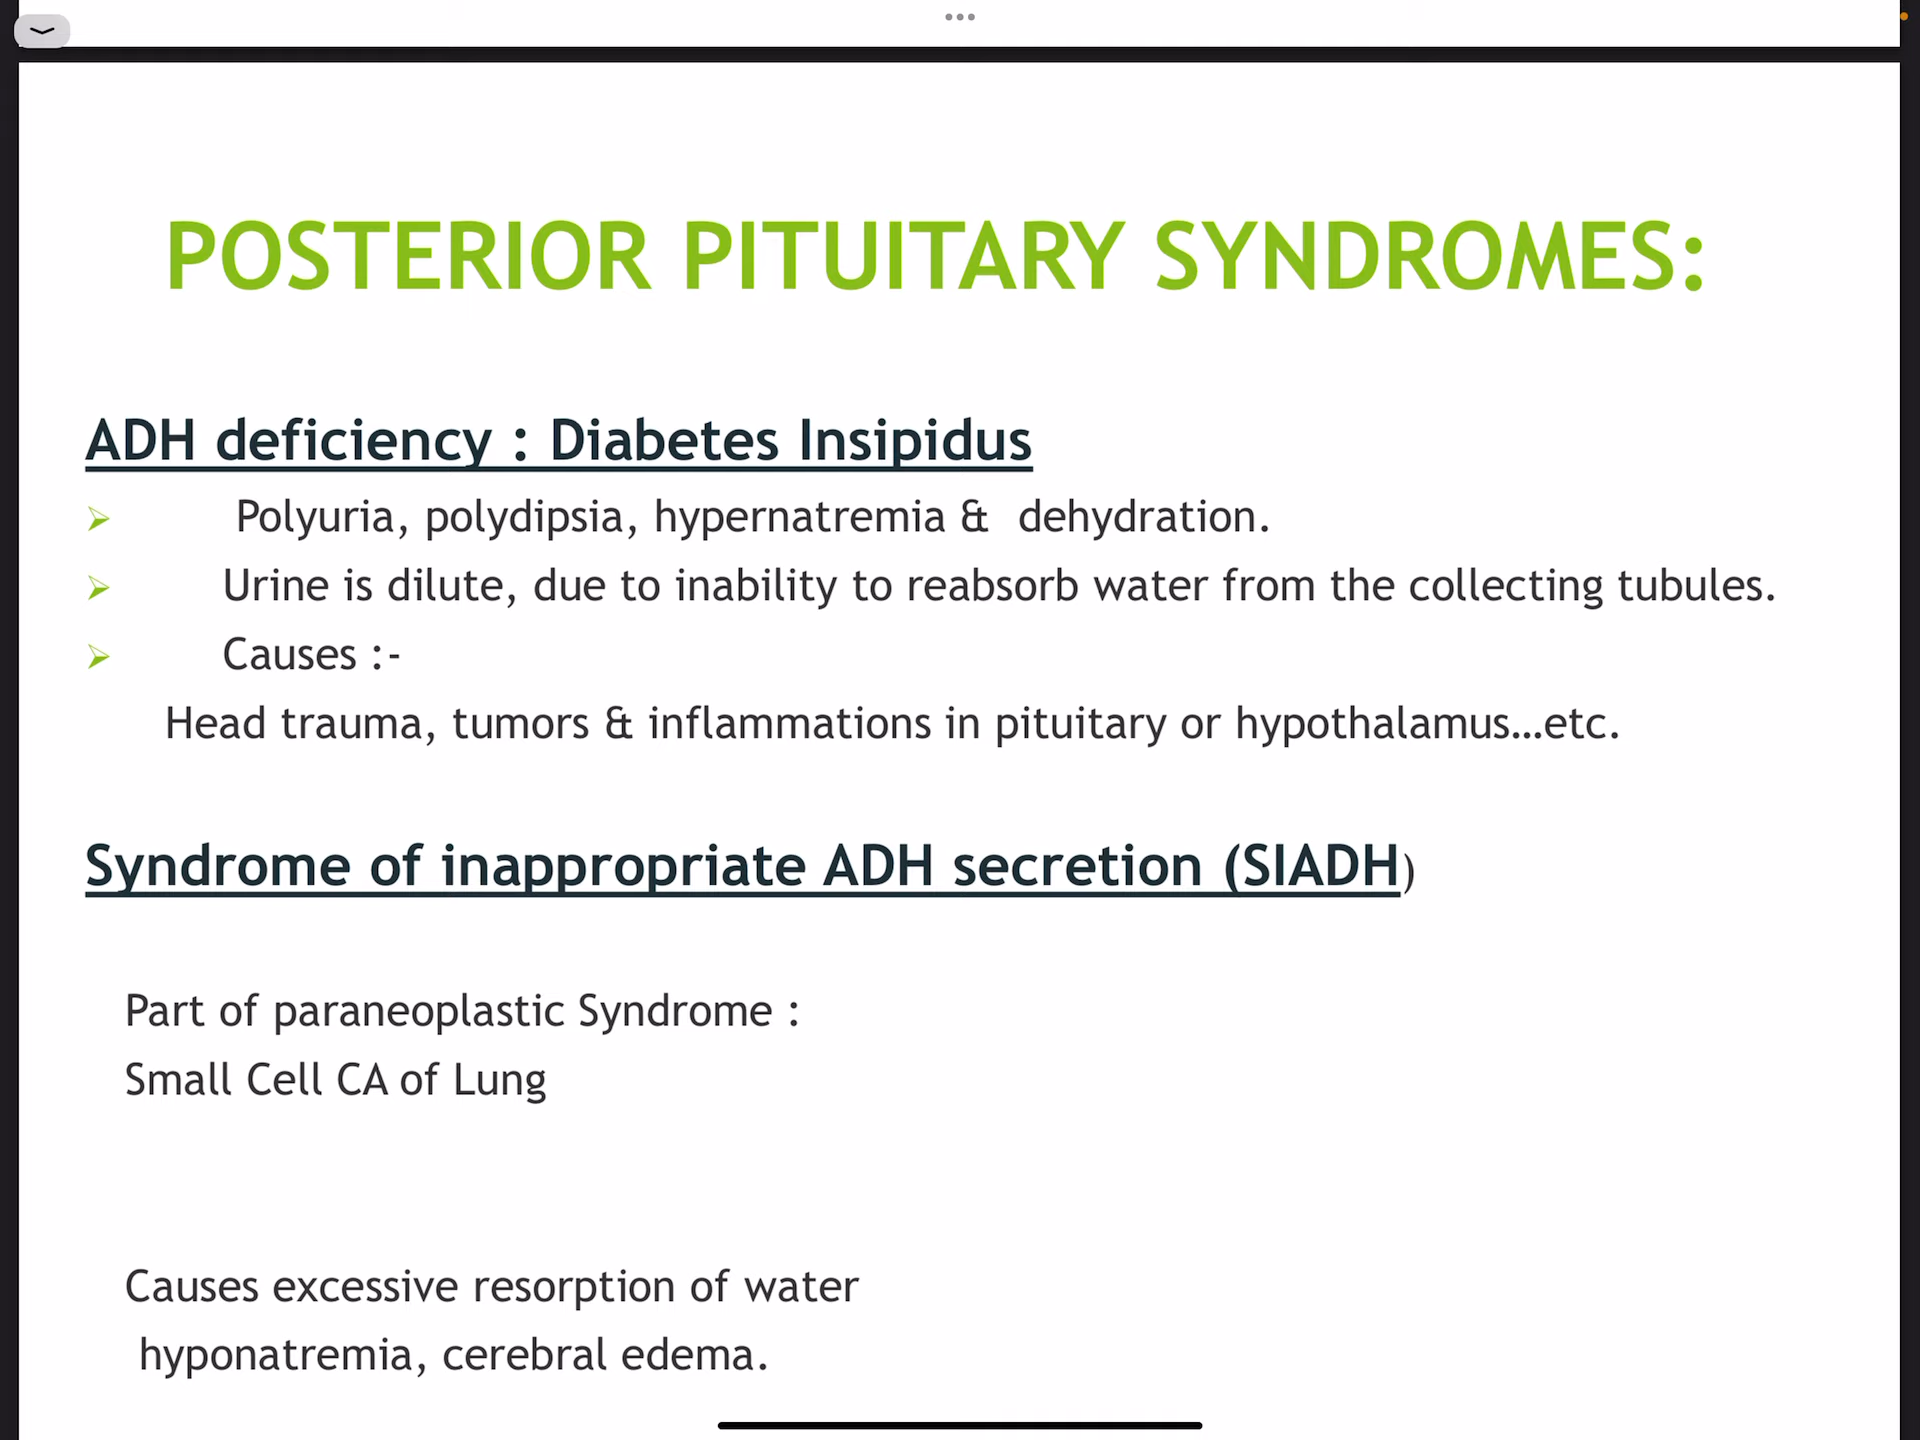 POSTERIOR PITUITARY SYNDROMES:
ADH deficiency : Diabetes Insipidus
Polyuria, polydipsia, hypernatremia & dehydration.
Urine is dilute, due to inability to reabsorb water from the collecting tubules.
Causes :-
Head trauma, tumors & inflammations in pituitary or hypothalamus…etc.
Syndrome of inappropriate ADH secretion (SIADH)
Part of paraneoplastic Syndrome :
Small Cell CA of Lung
Causes excessive resorption of water
hyponatremia, cerebral edema.